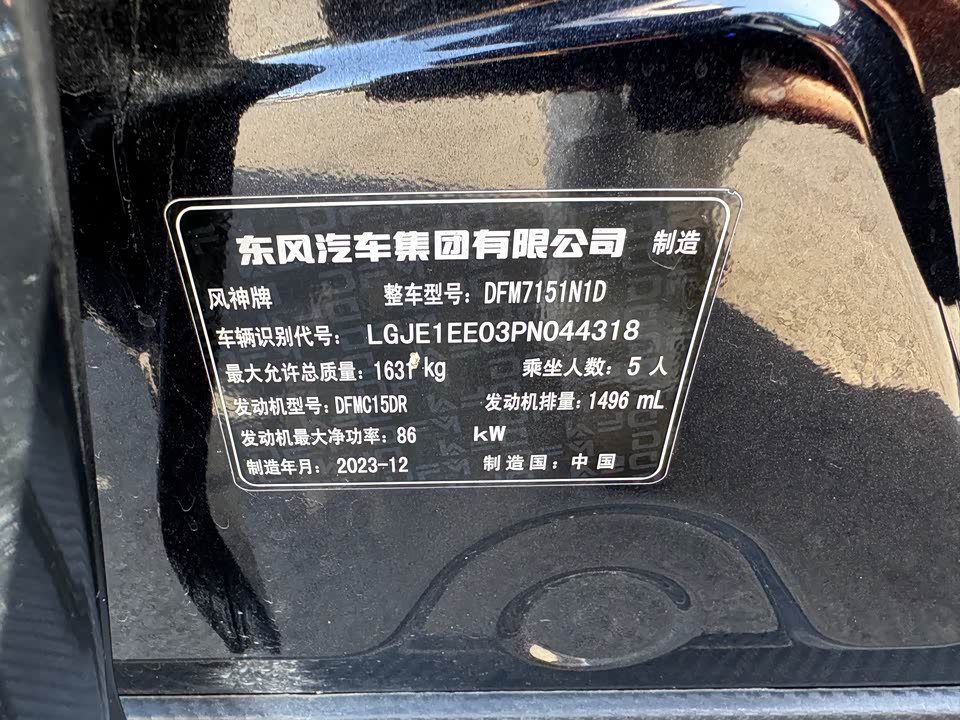 东风汽车集团有限公司 制造
风神牌 整车型号: DFM7151N1D
车辆识别代号: LGJE1EE03PN044318
最大允许总质量: 1631 kg 乘坐人数: 5 人
发动机型号: DFMC15DR 发动机排量: 1496 mL
发动机最大净功率: 86 kW
制造年月: 2023-12 制造国: 中国